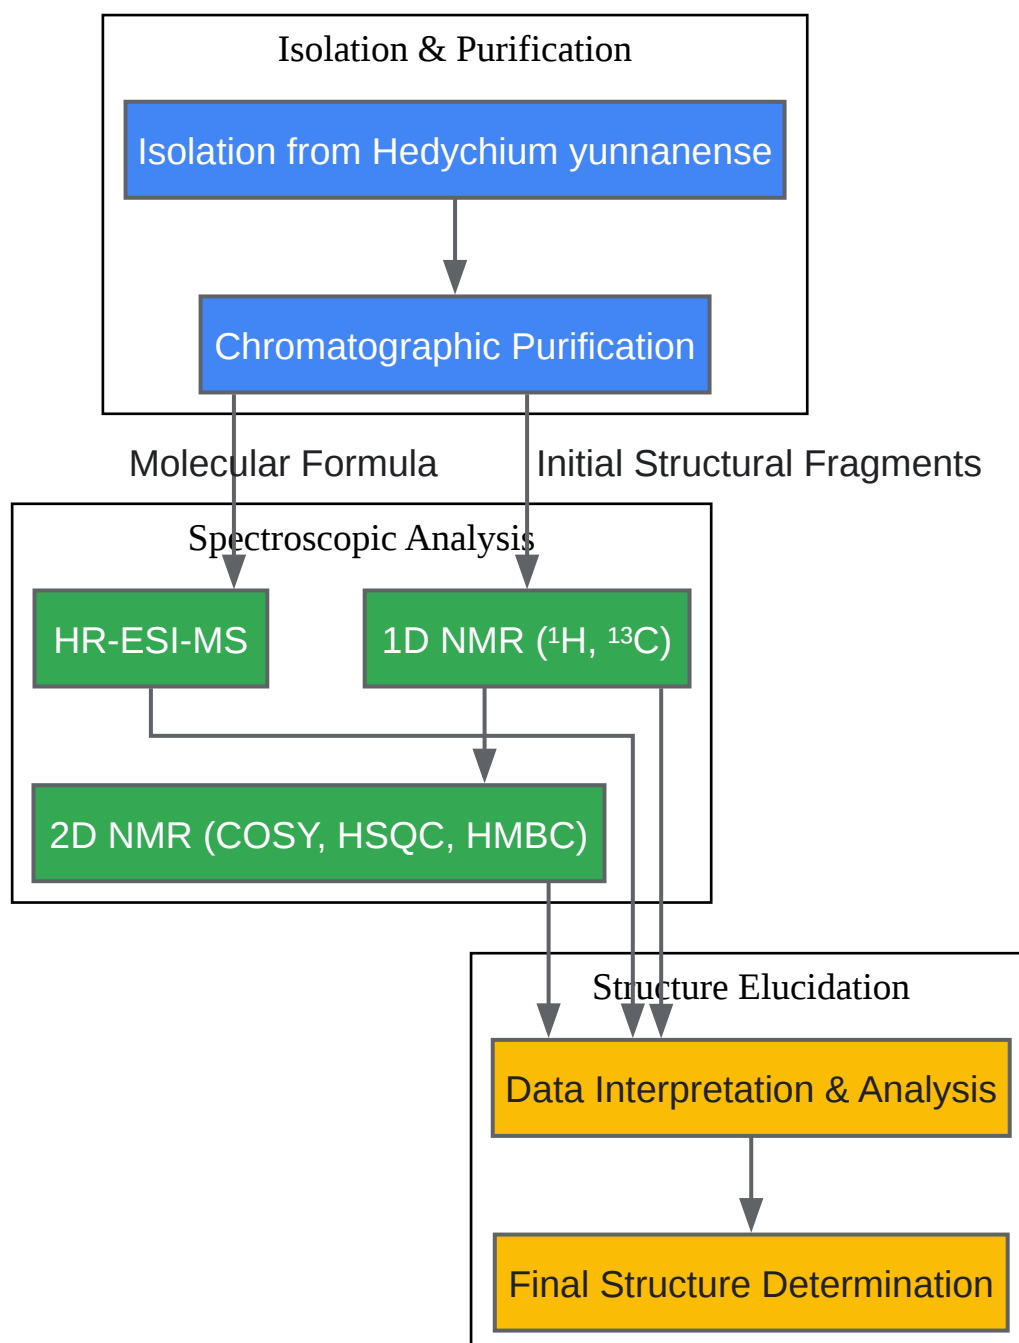 Isolation & Purification
Isolation from Hedychium yunnanense
Chromatographic Purification
Molecular Formula
Initial Structural Fragments
Spectroscopic Analysis
HR-ESI-MS
1D NMR (¹H, ¹³C)
2D NMR (COSY, HSQC, HMBC)
Structure Elucidation
Data Interpretation & Analysis
Final Structure Determination